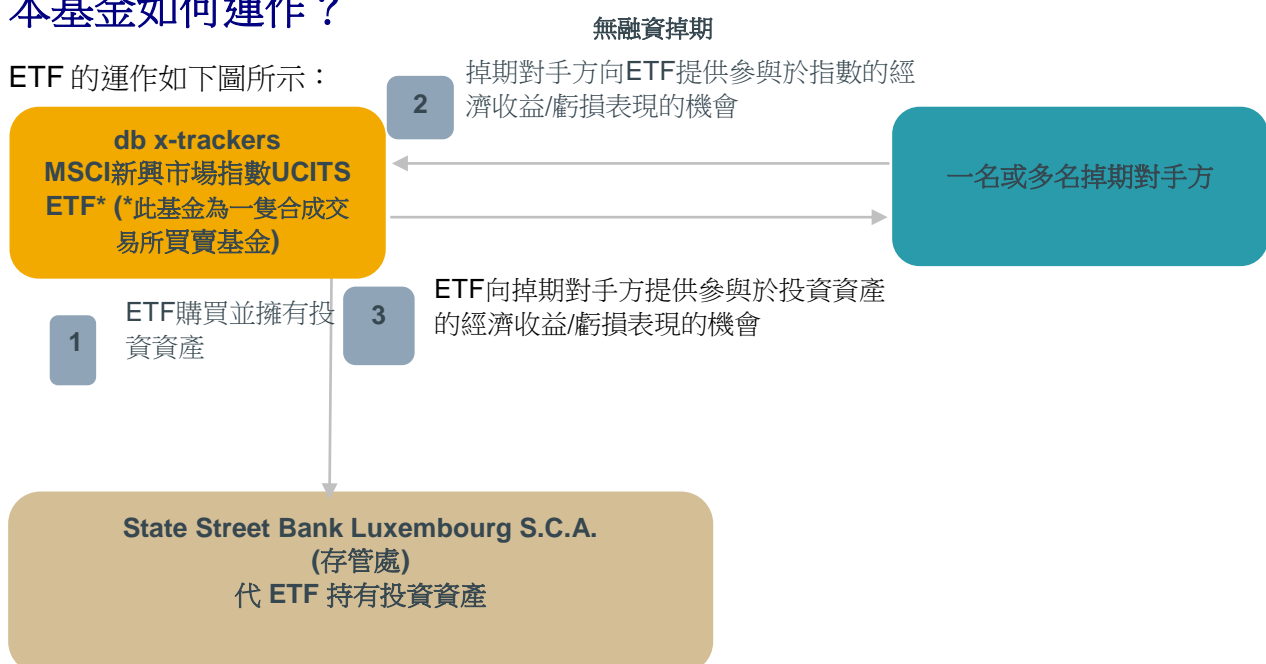 本基金如何運作？
無融資掉期
ETF 的運作如下圖所示：
2
掉期對手方向ETF提供參與於指數的經
濟收益/虧損表現的機會
db x-trackers
MSCI新興市場指數UCITS
ETF* (*此基金為一隻合成交
易所買賣基金)
一名或多名掉期對手方
1
ETF購買並擁有投
資資產
3
ETF向掉期對手方提供參與於投資資產
的經濟收益/虧損表現的機會
State Street Bank Luxembourg S.C.A.
(存管處)
代 ETF 持有投資資產